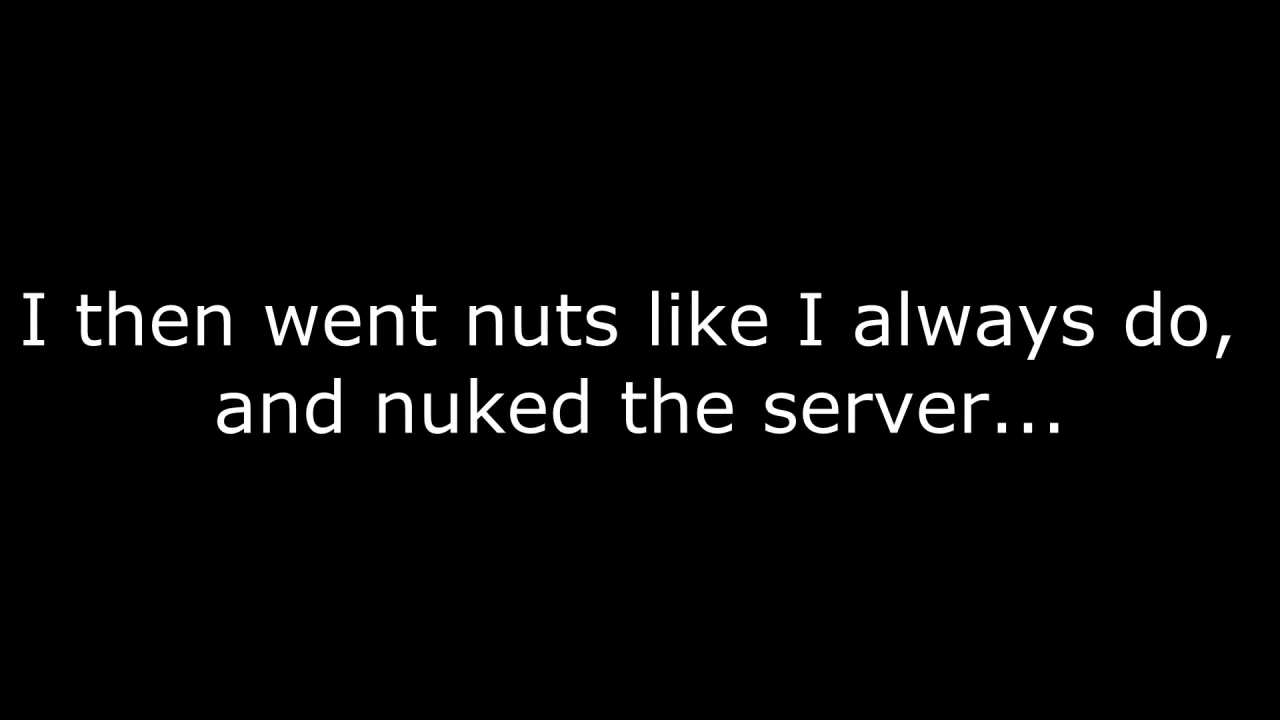 I then went nuts like I always do,
and nuked the server...